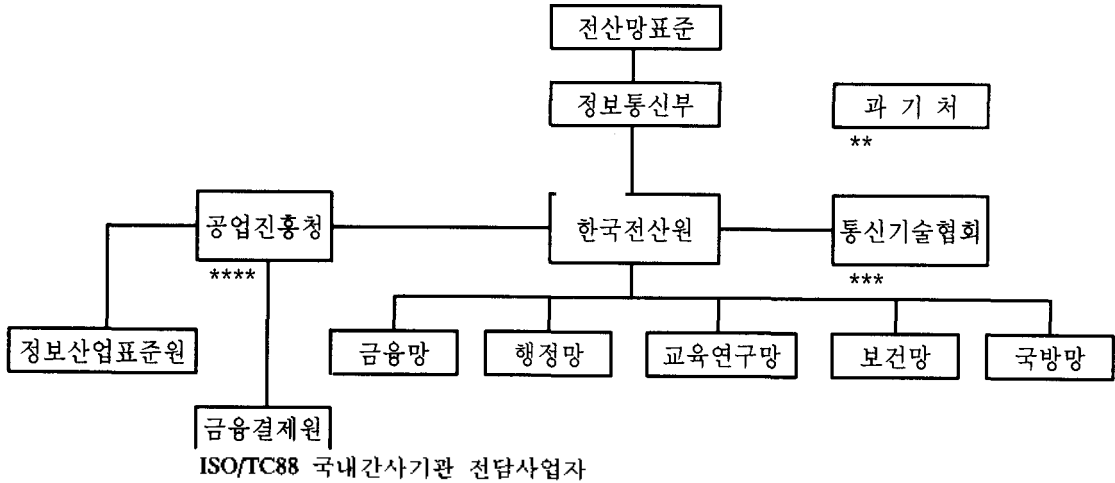 전산망표준
정보통신부
과 기 처
**
공업진흥청
한국전산원
통신기술협회
****
***
정보산업표준원
금융망
행정망
교육연구망
보건망
국방망
금융결제원
ISO/TC88 국내간사기관 전담사업자